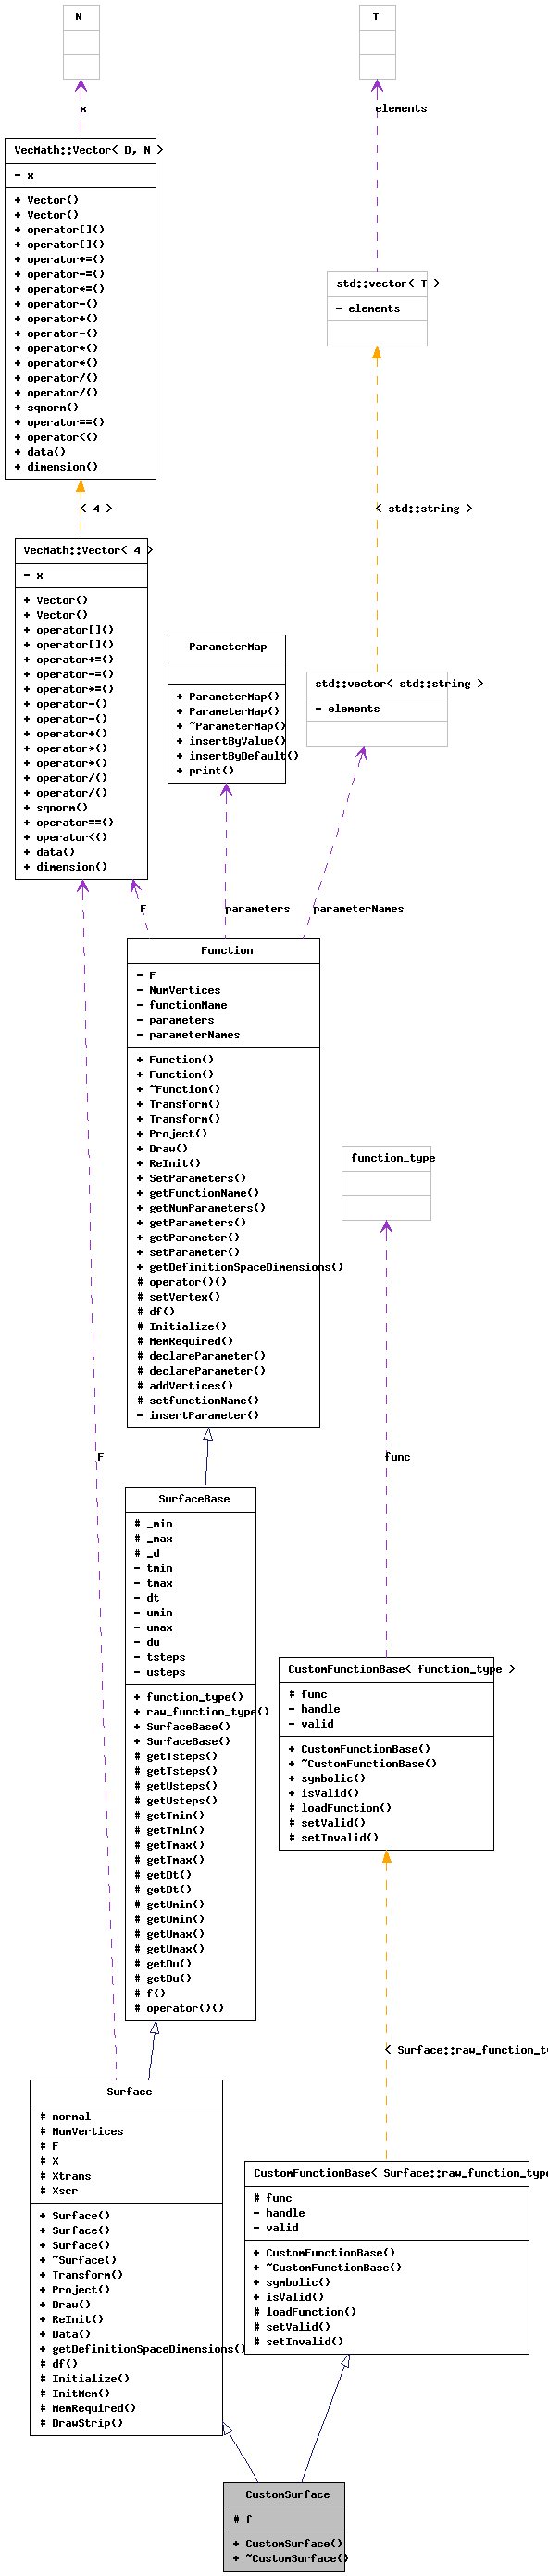 N
T
x
elements
VecMath::Vector< D, N >
- x
+ Vector()
+ Vector()
+ operator[]()
+ operator[]()
+ operator+=()
+ operator-=()
+ operator*=()
+ operator-()
+ operator+()
+ operator-()
+ operator*()
+ operator*()
+ operator/()
+ operator/()
+ sqnorm()
+ operator==()
+ operator<()
+ data()
+ dimension()
std::vector< T >
- elements
< 4 >
< std::string >
VecMath::Vector< 4 >
- x
+ Vector()
+ Vector()
+ operator[]()
+ operator[]()
+ operator+=()
+ operator-=()
+ operator*=()
+ operator-()
+ operator-()
+ operator+()
+ operator*()
+ operator*()
+ operator/()
+ operator/()
+ sqnorm()
+ operator==()
+ operator<()
+ data()
+ dimension()
ParameterMap
+ ParameterMap()
+ ParameterMap()
+ ~ParameterMap()
+ insertByValue()
+ insertByDefault()
+ print()
std::vector< std::string >
- elements
F
parameters
parameterNames
Function
- F
- NumVertices
- functionName
- parameters
- parameterNames
+ Function()
+ Function()
+ ~Function()
+ Transform()
+ Transform()
+ Project()
+ Draw()
+ ReInit()
+ SetParameters()
+ getFunctionName()
+ getNumParameters()
+ getParameters()
+ getParameter()
+ setParameter()
+ getDefinitionSpaceDimensions()
# operator()()
# setVertex()
# df()
# Initialize()
# MemRequired()
# declareParameter()
# declareParameter()
# addVertices()
# setfunctionName()
- insertParameter()
function_type
F
func
SurfaceBase
# _min
# _max
# _d
- tmin
- tmax
- dt
- umin
- umax
- du
- tsteps
- usteps
+ function_type()
+ raw_function_type()
+ SurfaceBase()
+ SurfaceBase()
# getTsteps()
# getTsteps()
# getUsteps()
# getUsteps()
# getTmin()
# getTmin()
# getTmax()
# getTmax()
# getDt()
# getDt()
# getUmin()
# getUmin()
# getUmax()
# getUmax()
# getDu()
# getDu()
# f()
# operator()()
CustomFunctionBase< function_type >
# func
- handle
- valid
+ CustomFunctionBase()
+ ~CustomFunctionBase()
+ symbolic()
+ isValid()
# loadFunction()
# setValid()
# setInvalid()
< Surface::raw_function_t
Surface
# normal
# NumVertices
# F
# X
# Xtrans
# Xscr
+ Surface()
+ Surface()
+ Surface()
+ ~Surface()
+ Transform()
+ Project()
+ Draw()
+ ReInit()
+ Data()
+ getDefinitionSpaceDimensions()
# df()
# Initialize()
# InitMem()
# MemRequired()
# DrawStrip()
CustomFunctionBase< Surface::raw_function_type
# func
- handle
- valid
+ CustomFunctionBase()
+ ~CustomFunctionBase()
+ symbolic()
+ isValid()
# loadFunction()
# setValid()
# setInvalid()
CustomSurface
# f
+ CustomSurface()
+ ~CustomSurface()